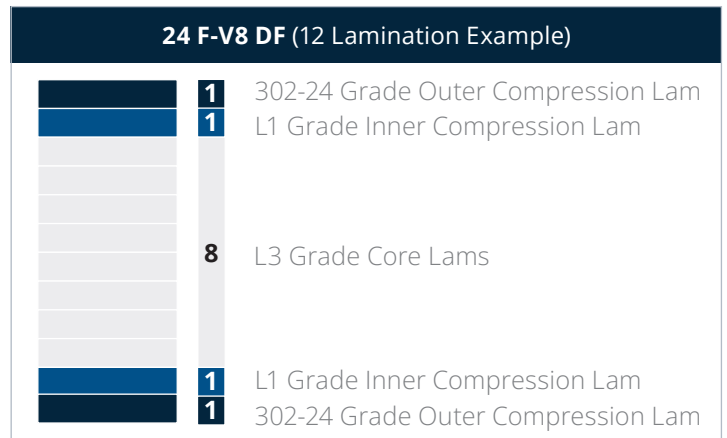 24 F-V8 DF (12 Lamination Example)
1 302-24 Grade Outer Compression Lam
1 L1 Grade Inner Compression Lam
8 L3 Grade Core Lams
1 L1 Grade Inner Compression Lam
1 302-24 Grade Outer Compression Lam